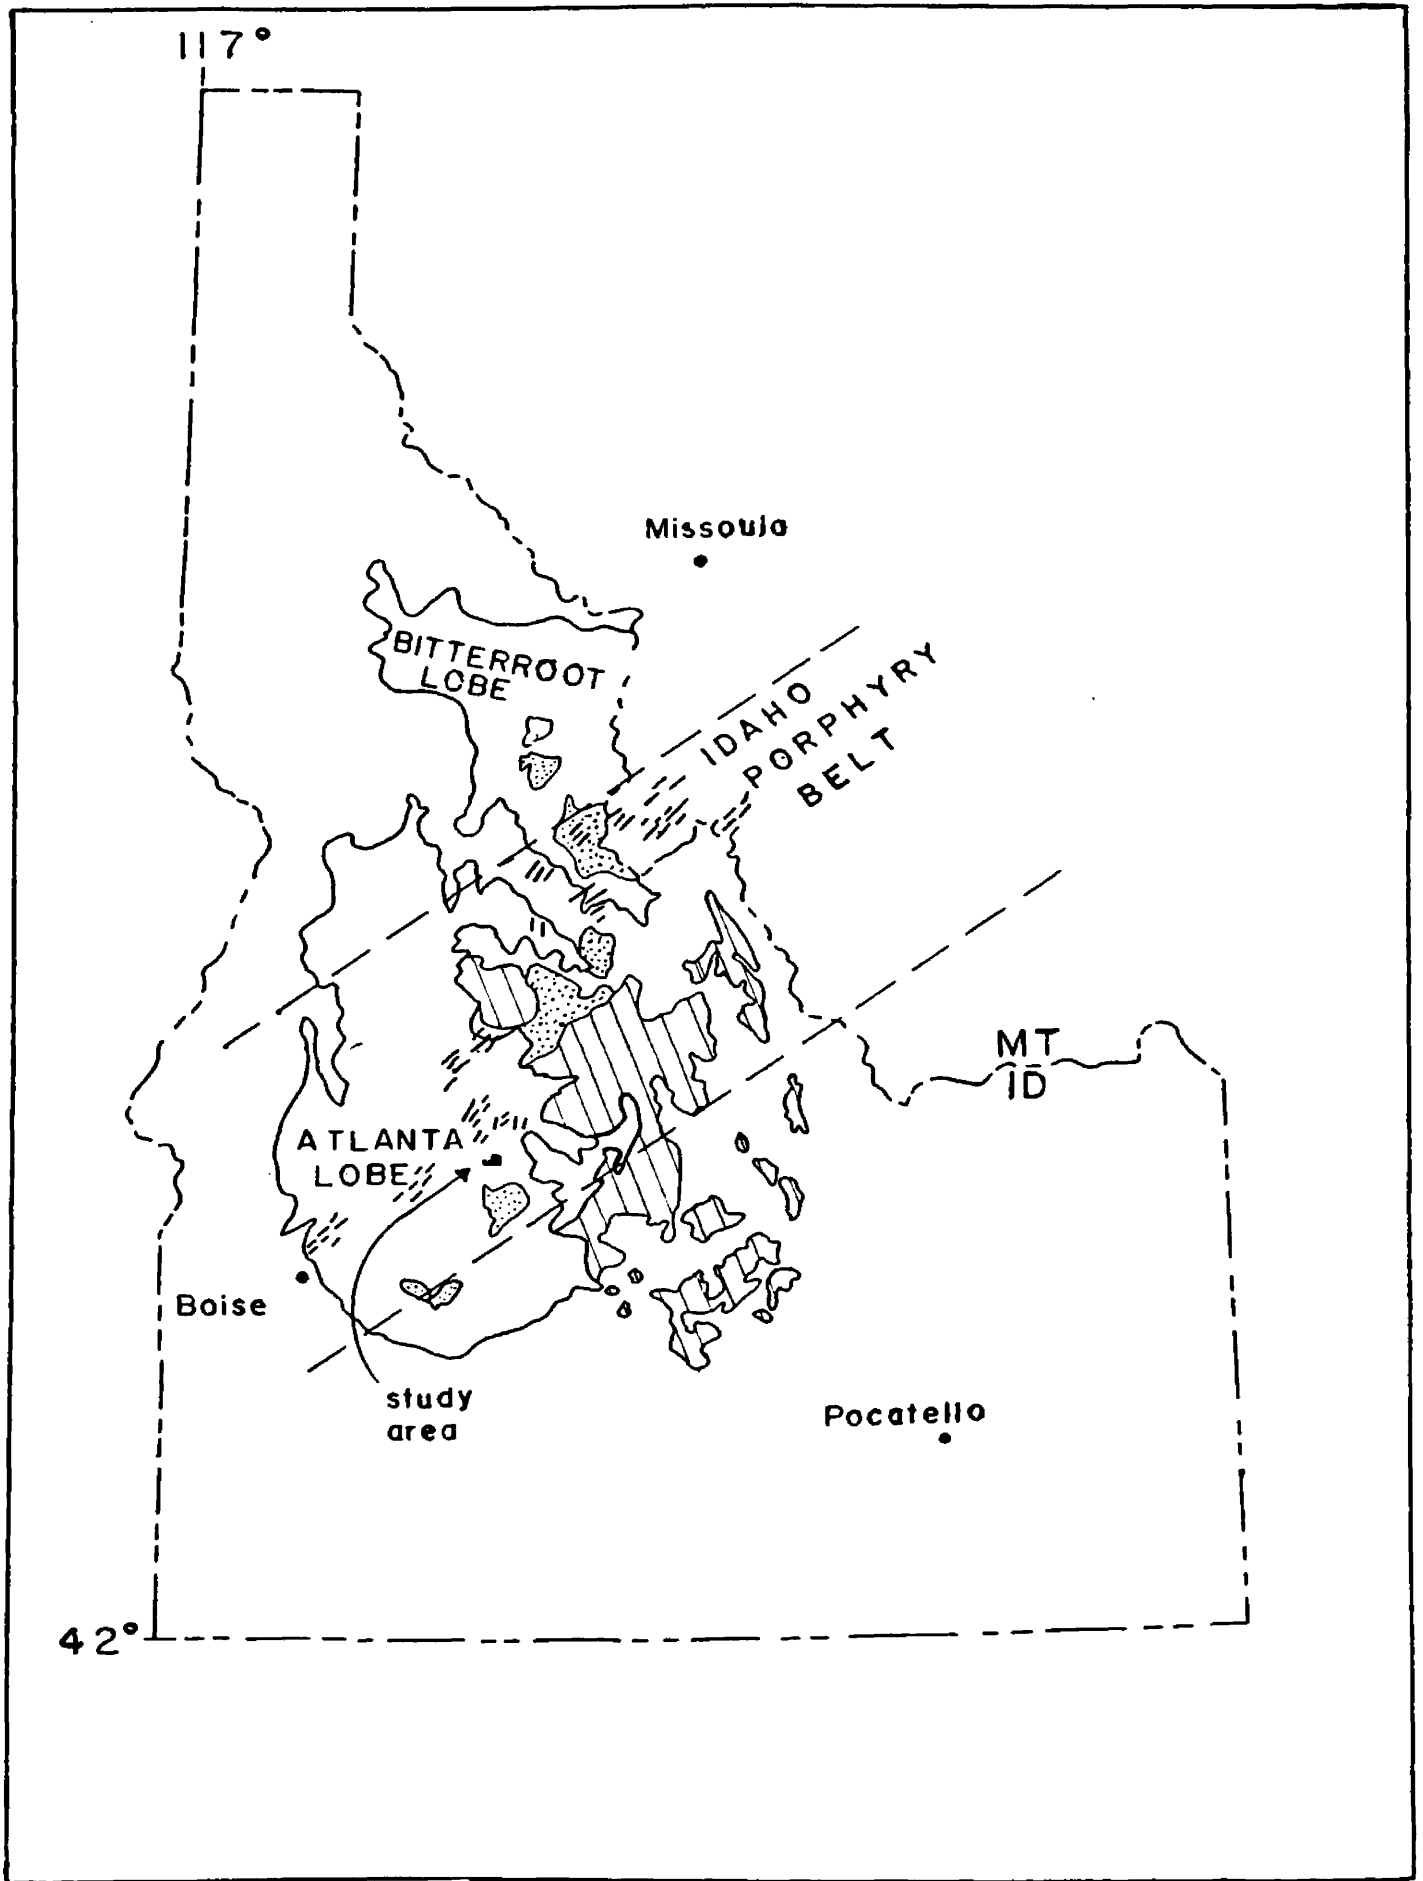 117°
Missoula
BITTERROOT
LOBE
IDAHO
PORPHYRY
BELT
MT
ID
ATLANTA
LOBE
Boise
study
area
Pocatello
42°